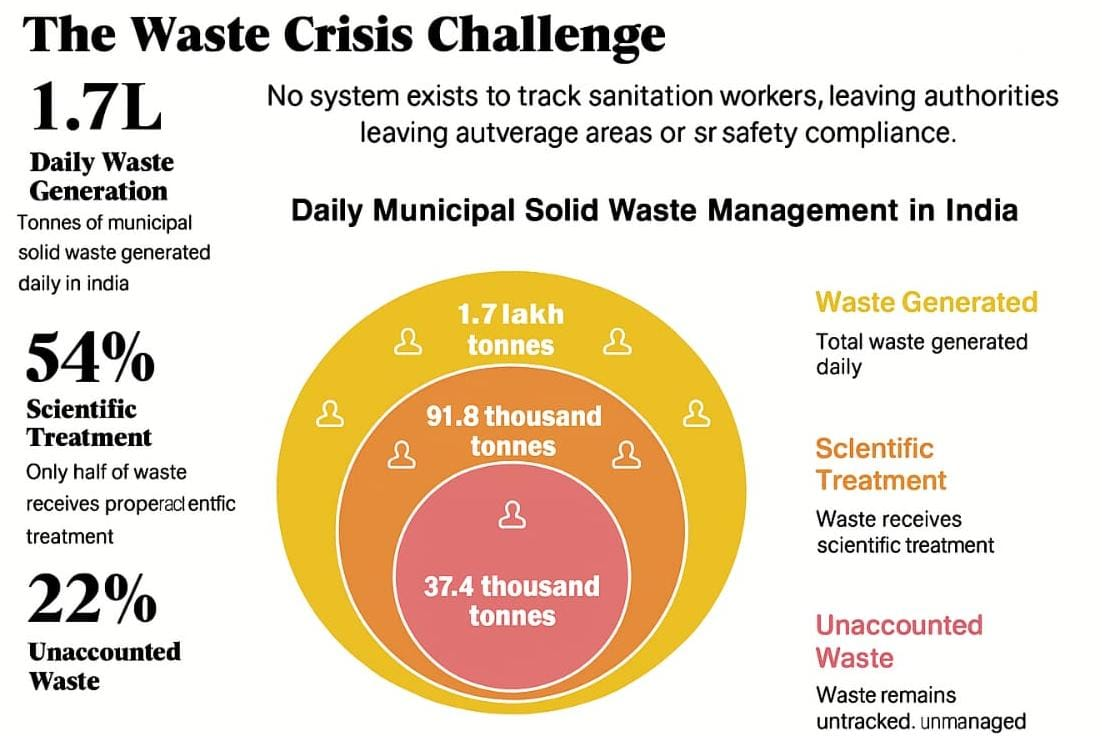 The Waste Crisis Challenge
1.7L
Daily Waste
Generation
Tonnes of municipal
solid waste generated
daily in india
54%
Scientific
Treatment
Only half of waste
receives properacl entfic
treatment
22%
Unaccounted
Waste
No system exists to track sanitation workers, leaving authorities
leaving autverage areas or sr safety compliance.
Daily Municipal Solid Waste Management in India
1.7 lakh
tonnes
91.8 thousand
tonnes
37.4 thousand
tonnes
Waste Generated
Total waste generated
daily
Sclentific
Treatment
Waste receives
scientific treatment
Unaccounted
Waste
Waste remains
untracked. unmanaged